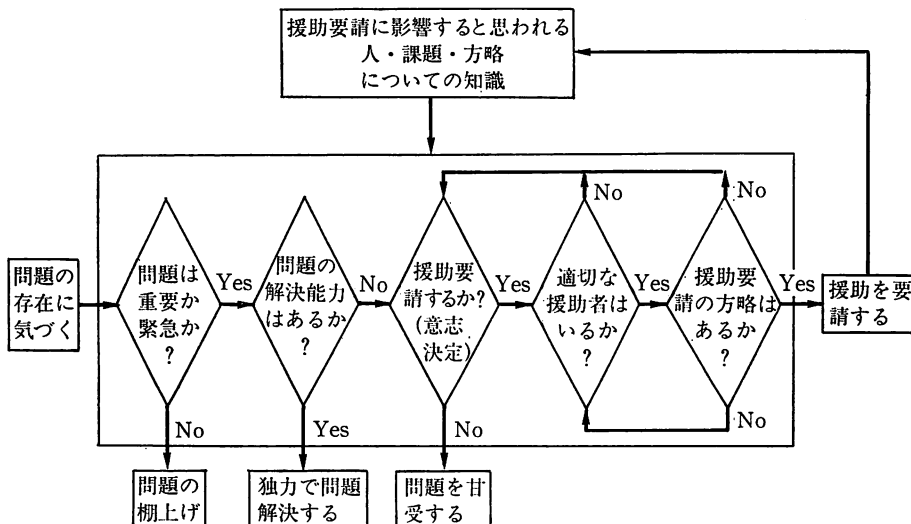 援助要請に影響すると思われる
人・課題・方略
についての知識
問題の
存在に
気づく
問題は
重要か
緊急か
?
Yes
No
問題の
解決能力
はあるか
?
No
Yes
援助要
請するか?
(意志
決定)
Yes
No
適切な
援助者は
いるか
?
No
Yes
援助要
請の方略は
あるか
?
No
No
Yes
援助を要
請する
問題の
棚上げ
独力で問題
解決する
問題を甘
受する